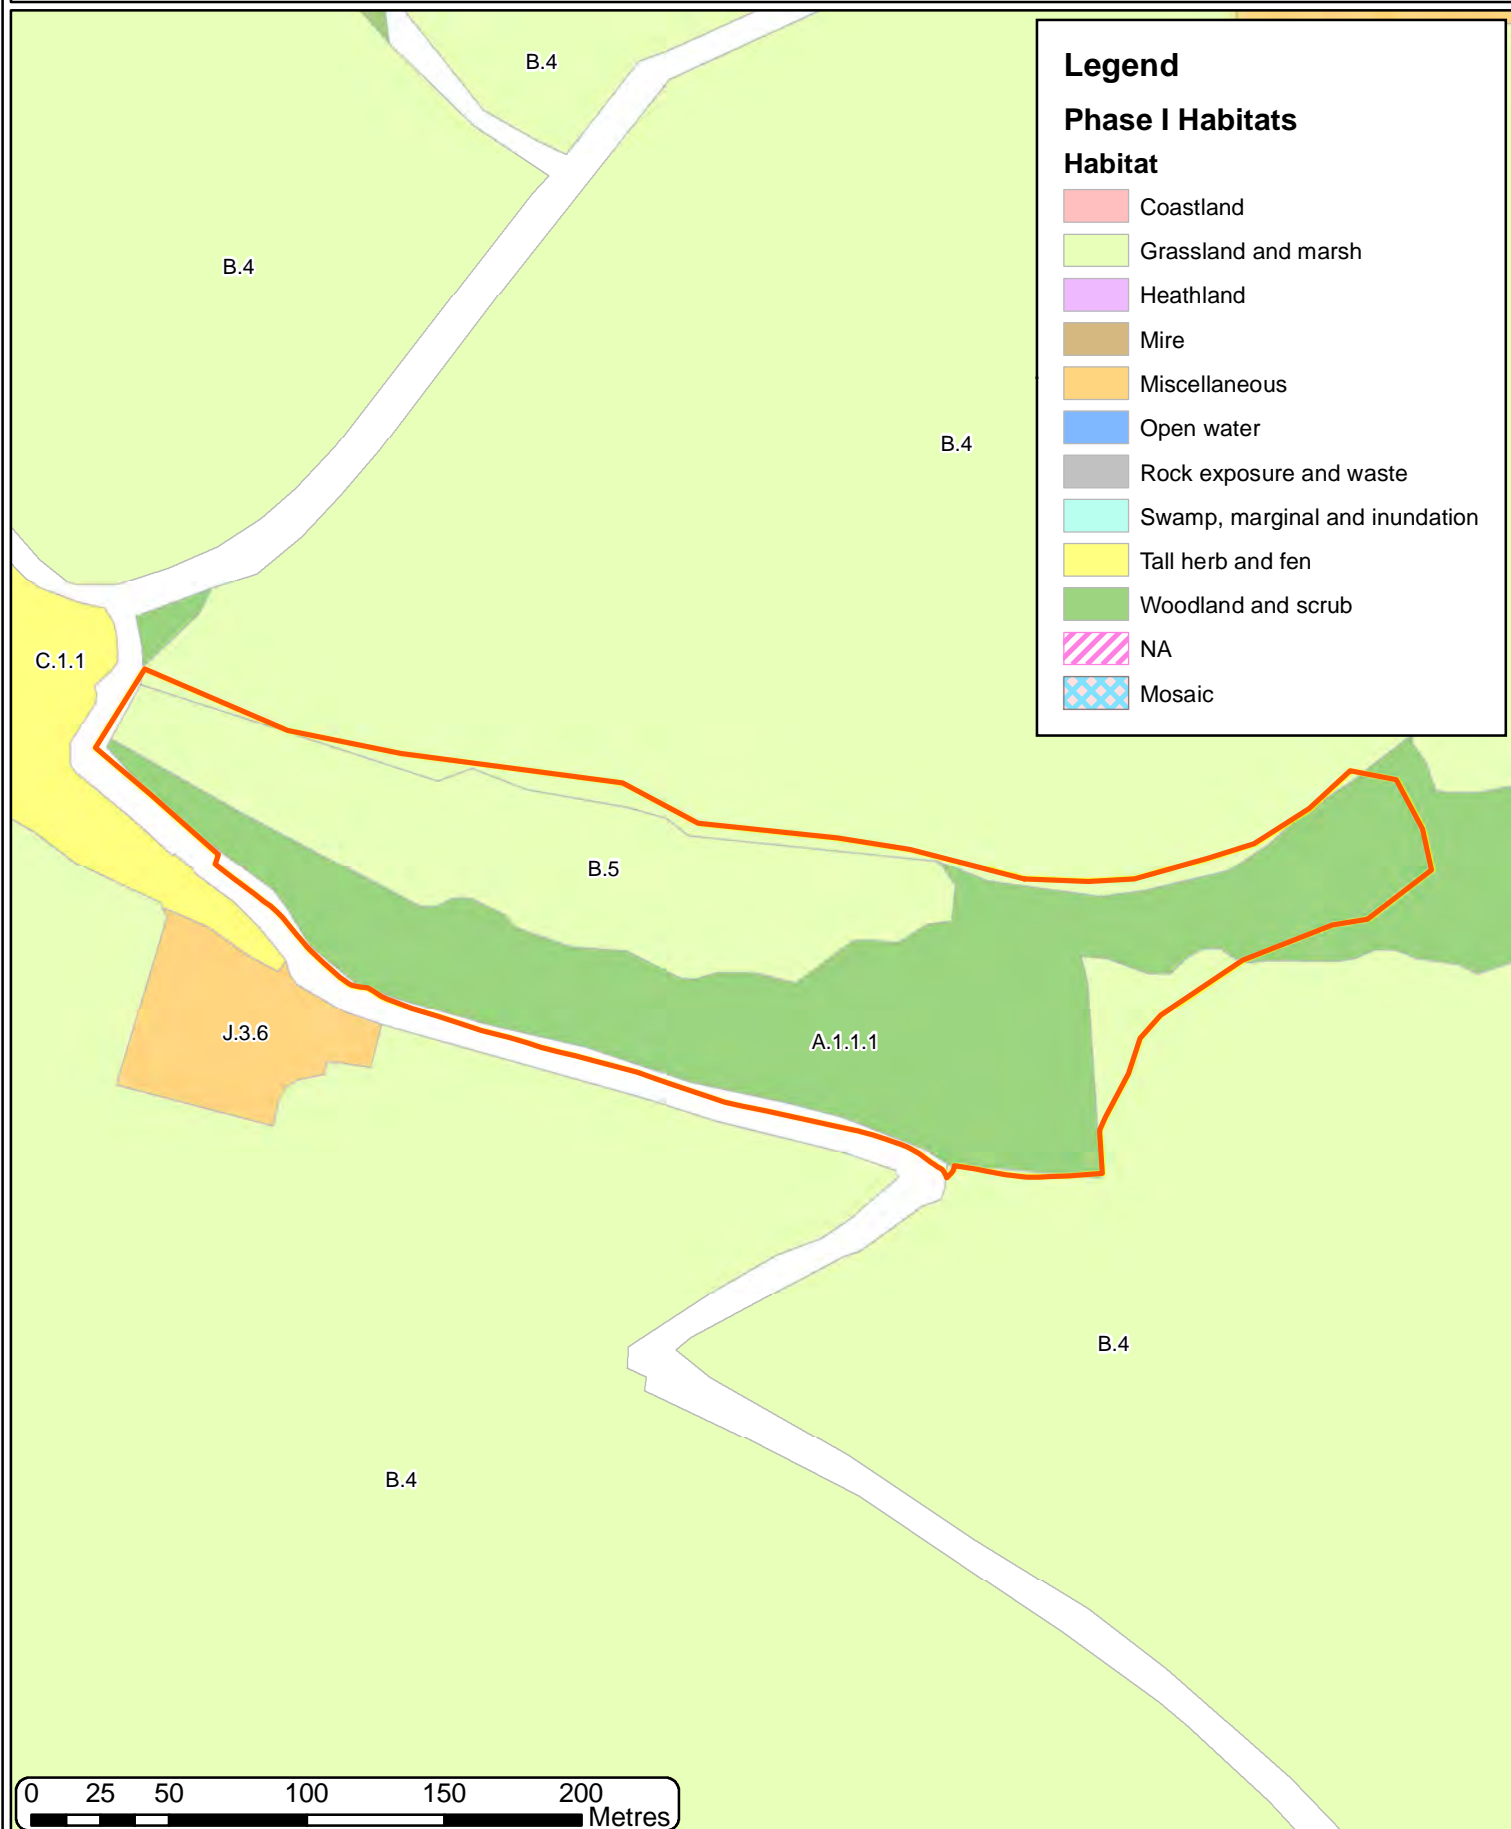 Legend
Phase I Habitats
Habitat
Coastland
Grassland and marsh
Heathland
Mire
Miscellaneous
Open water
Rock exposure and waste
Swamp, marginal and inundation
Tall herb and fen
Woodland and scrub
NA
Mosaic
B.4
B.4
B.4
C.1.1
B.5
J.3.6
A.1.1.1
B.4
B.4
0 25 50 100 150 200
Metres